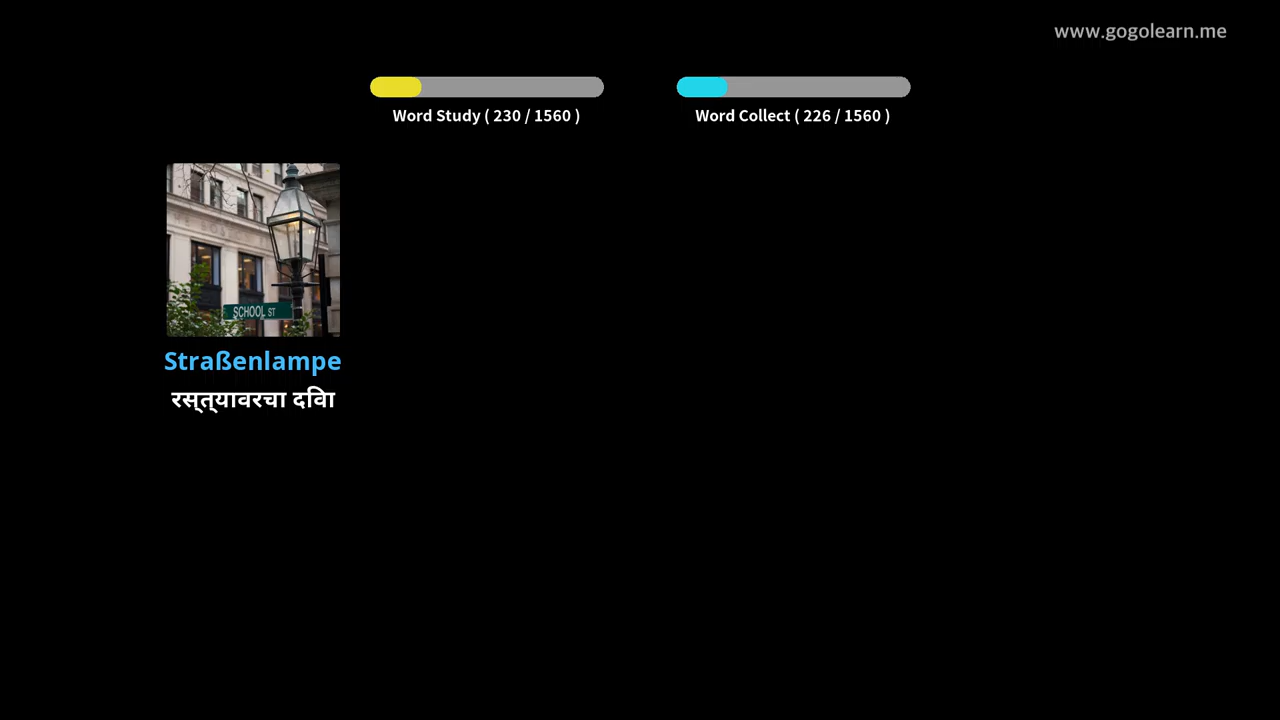 www.gogolearn.me
Word Study ( 230 / 1560 )
Word Collect ( 226 / 1560 )
SCHOOL ST
Straßenlampe
रस्त्यावरचा दिवा